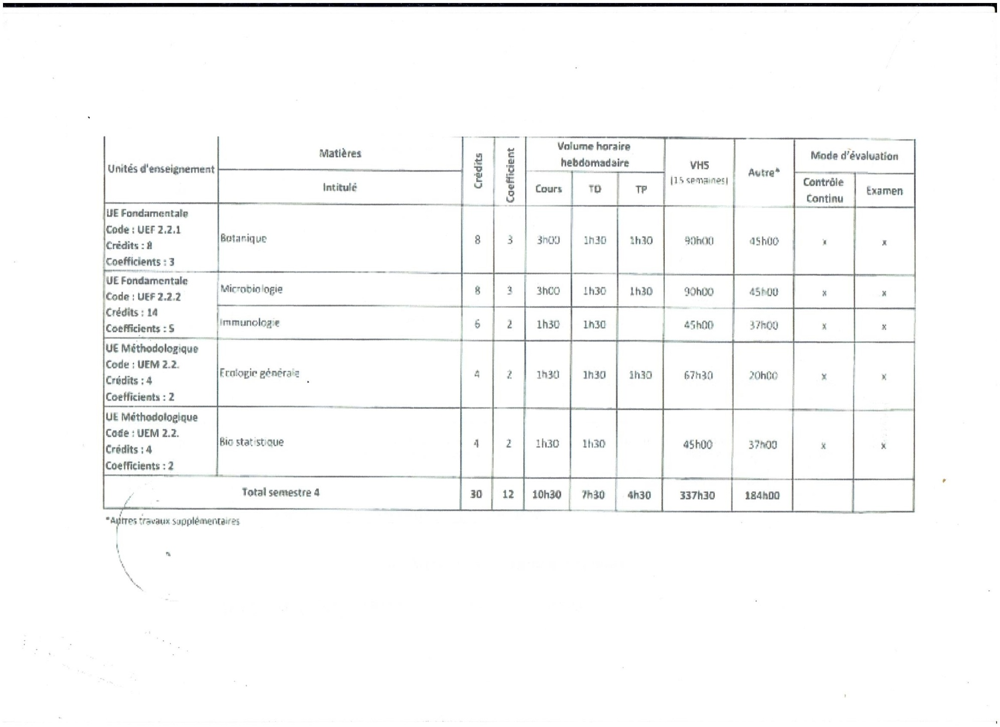 Unités d'enseignement
Matières
Intitulé
Crédits
Coefficient
Volume horaire
hebdomadaire
Cours
TD
TP
VHS
(15 semaines)
Autre*
Mode d'évaluation
Contrôle
Continu
Examen
UE Fondamentale
Code : UEF 2.2.1
Crédits : 8
Coefficients : 3
Botanique 8 3 3h00 1h30 1h30 90h00 45h00 x x
UE Fondamentale
Code : UEF 2.2.2
Crédits : 14
Coefficients : 5
Microbiologie 8 3 3h00 1h30 1h30 90h00 45h00 x x
Immunologie 6 2 1h30 1h30 45h00 37h00 x x
UE Méthodologique
Code : UEM 2.2.
Crédits : 4
Coefficients : 2
Ecologie générale 4 2 1h30 1h30 1h30 67h30 20h00 x x
UE Méthodologique
Code : UEM 2.2.
Crédits : 4
Coefficients : 2
Bio statistique 4 2 1h30 1h30 45h00 37h00 x x
Total semestre 4 30 12 10h30 7h30 4h30 337h30 184h00
*Autres travaux supplémentaires